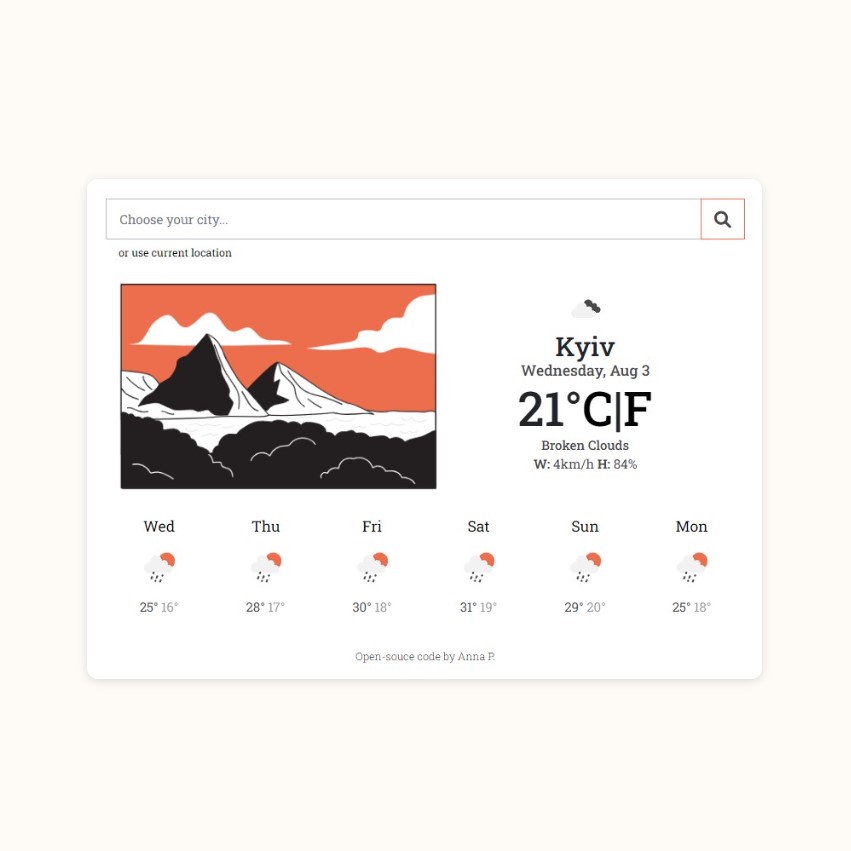 Choose your city...
or use current location
Kyiv
Wednesday, Aug 3
21°C|F
Broken Clouds
W: 4km/h H: 84%
Wed Thu Fri Sat Sun Mon
25° 16° 28° 17° 30° 18° 31° 19° 29° 20° 25° 18°
Open-souce code by Anna P.